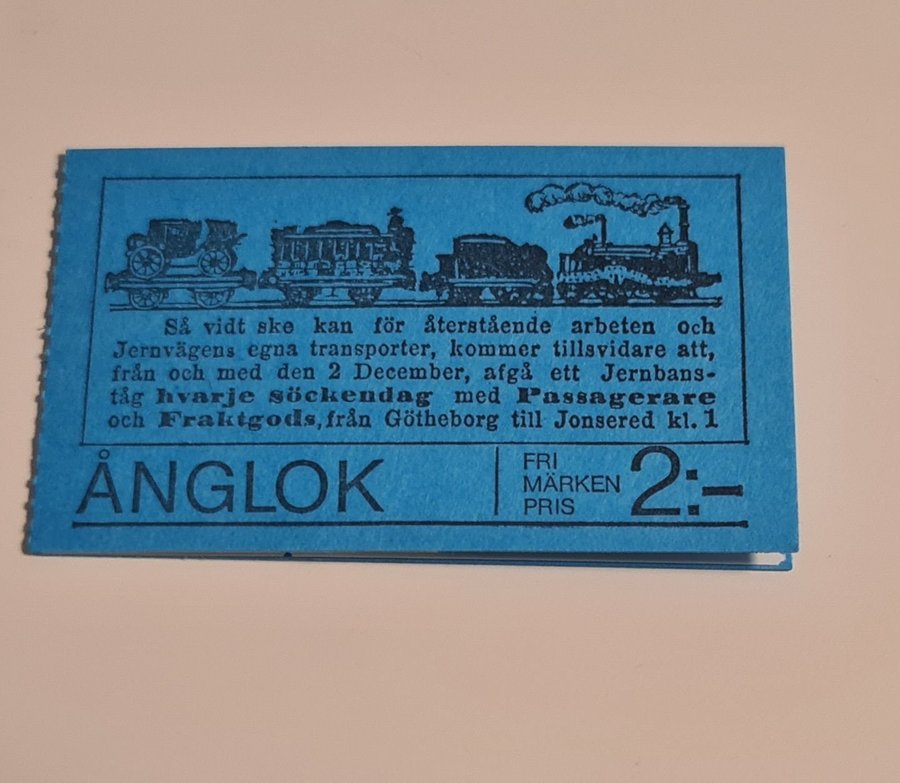 Så vidt ske kan för återstående arbeten och
Jernvägens egna transporter, kommer tillsvidare att,
från och med den 2 December, afgå ett Jernbans-
tåg hvarje söckendag med Passagerare
och Fraktgods, från Götheborg till Jonsered kl. 1
ÅNGLOK
FRI
MÄRKEN
PRIS
2:-